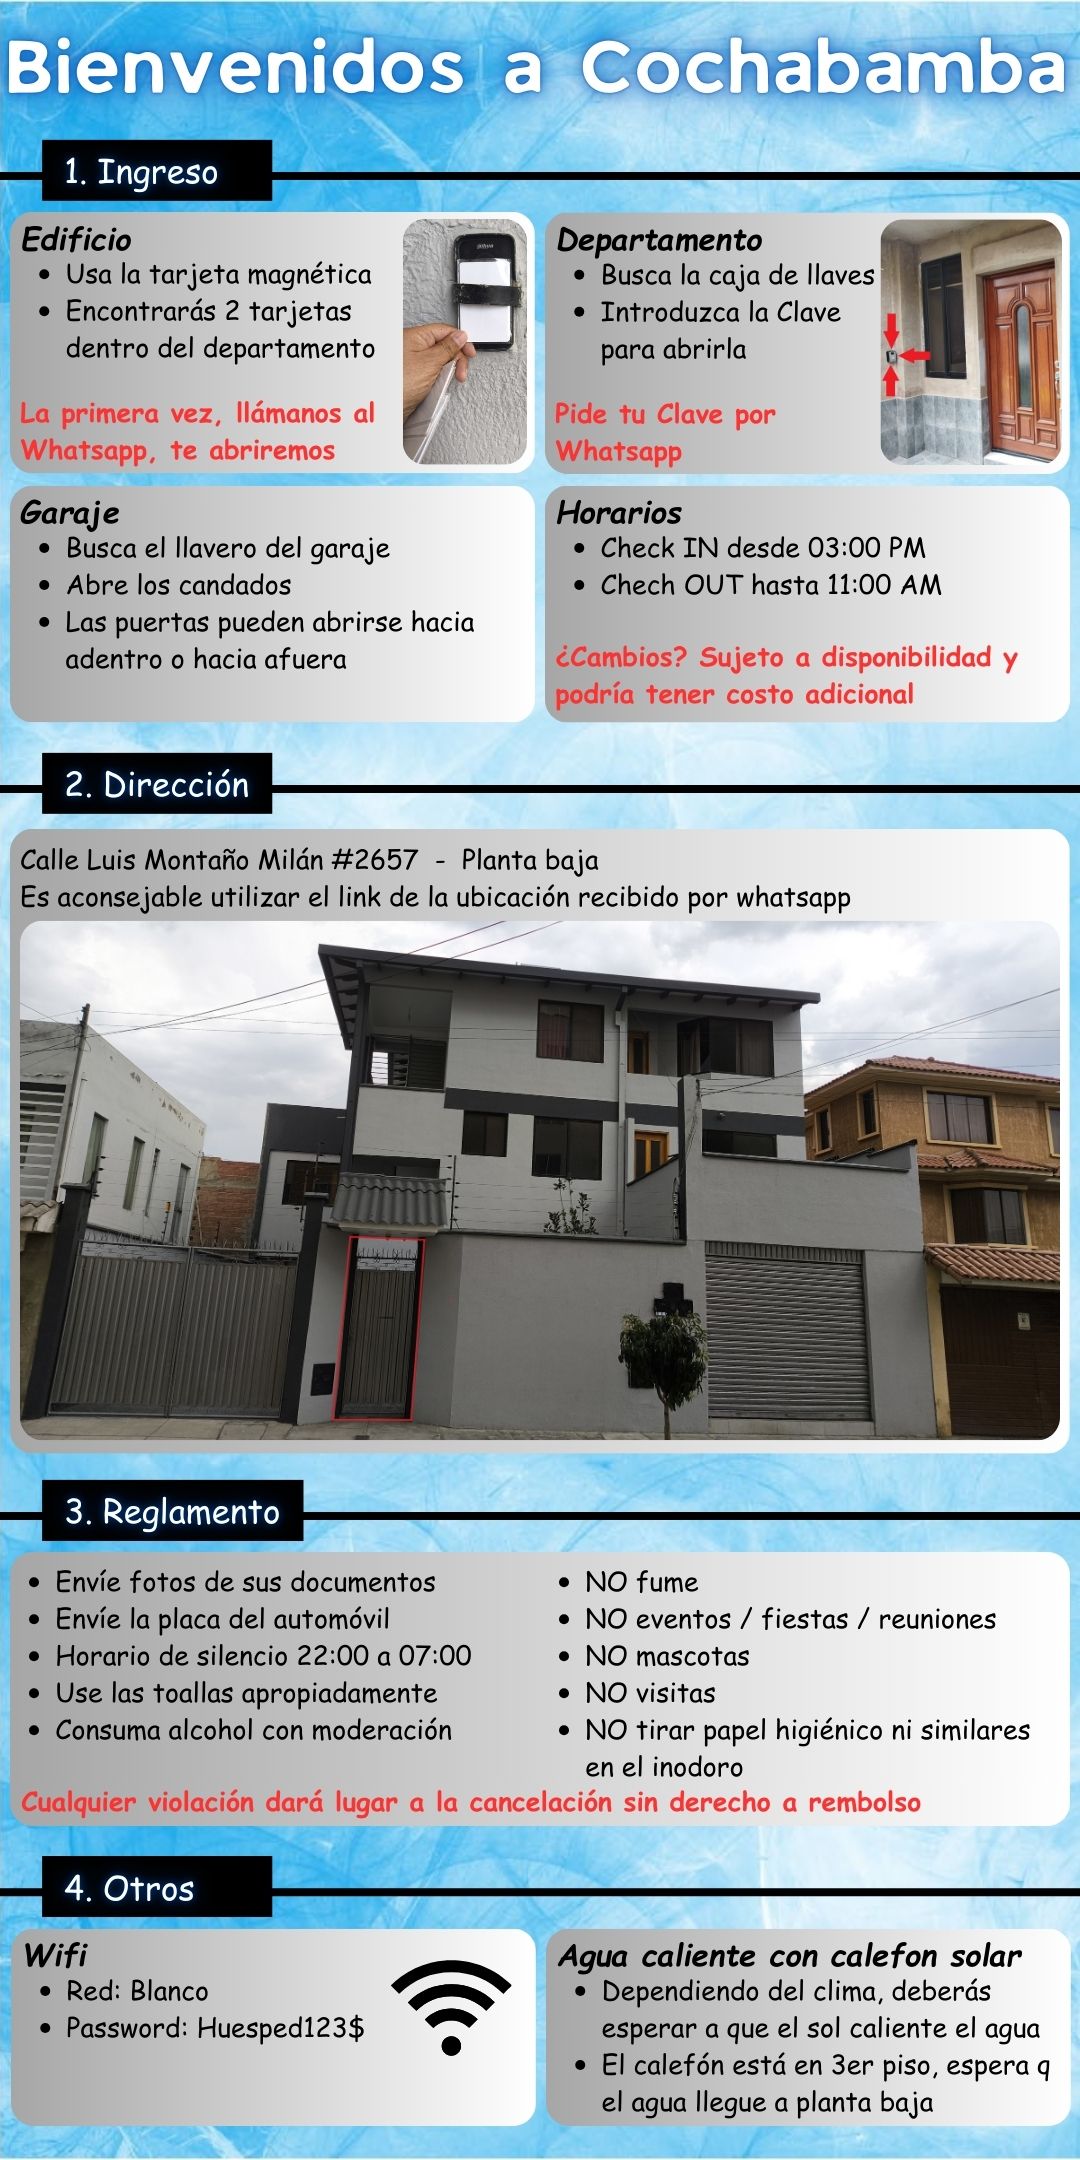 Bienvenidos a Cochabamba
1. Ingreso
Edificio
• Usa la tarjeta magnética
• Encontrarás 2 tarjetas
dentro del departamento
La primera vez, llámanos al
Whatsapp, te abriremos
alhua
Departamento
• Busca la caja de llaves
• Introduzca la Clave
para abrirla
Pide tu Clave por
Whatsapp
Garaje
• Busca el llavero del garaje
• Abre los candados
• Las puertas pueden abrirse hacia
adentro o hacia afuera
Horarios
• Check IN desde 03:00 PM
• Chech OUT hasta 11:00 AM
¿Cambios? Sujeto a disponibilidad y
podría tener costo adicional
2. Dirección
Calle Luis Montaño Milán #2657 - Planta baja
Es aconsejable utilizar el link de la ubicación recibido por whatsapp
3. Reglamento
• Envíe fotos de sus documentos
• Envíe la placa del automóvil
• Horario de silencio 22:00 a 07:00
• Use las toallas apropiadamente
• Consuma alcohol con moderación
• NO fume
• NO eventos / fiestas / reuniones
• NO mascotas
• NO visitas
• NO tirar papel higiénico ni similares
en el inodoro
Cualquier violación dará lugar a la cancelación sin derecho a rembolso
4. Otros
Wifi
• Red: Blanco
• Password: Huesped123$
Agua caliente con calefon solar
• Dependiendo del clima, deberás
esperar a que el sol caliente el agua
• El calefón está en 3er piso, espera q
el agua llegue a planta baja